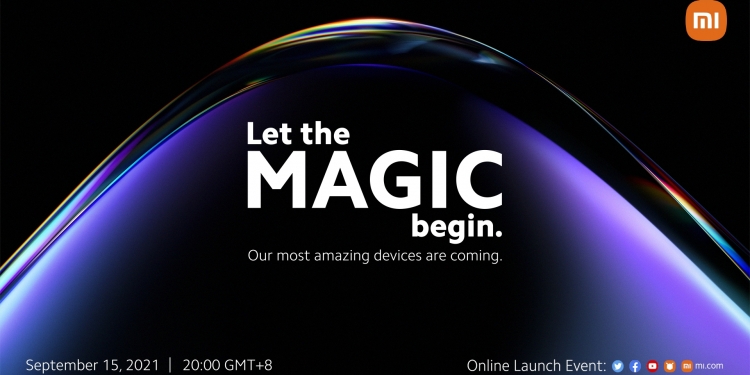 mi
Let the
MAGIC
begin.
Our most amazing devices are coming.
September 15, 2021 | 20:00 GMT+8
Online Launch Event: mi mi.com